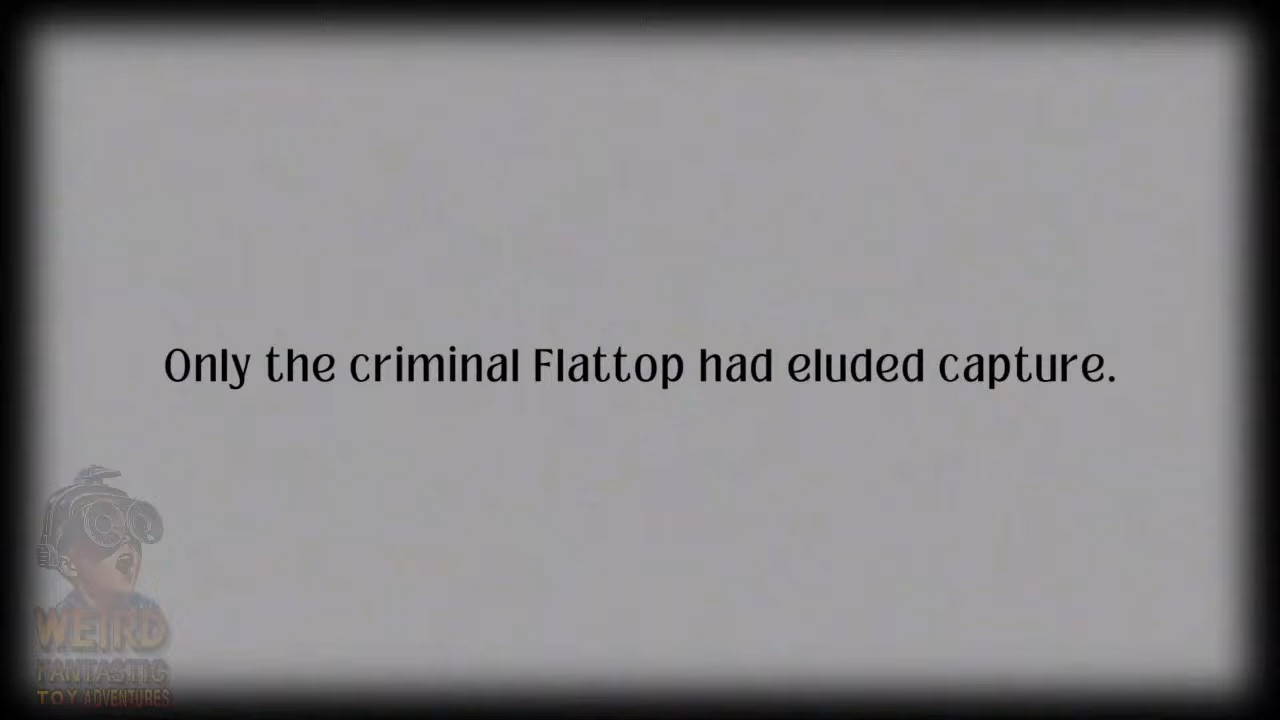 Only the criminal Flattop had eluded capture.
WEIRD
FANTASTIC
TOY ADVENTURES